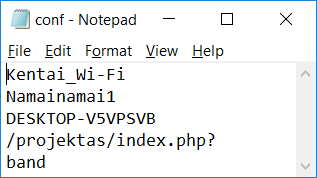 conf - Notepad
File Edit Format View Help
Kentai_Wi-Fi
Namainamai1
DESKTOP-V5VPSVB
/projektas/index.php?
band